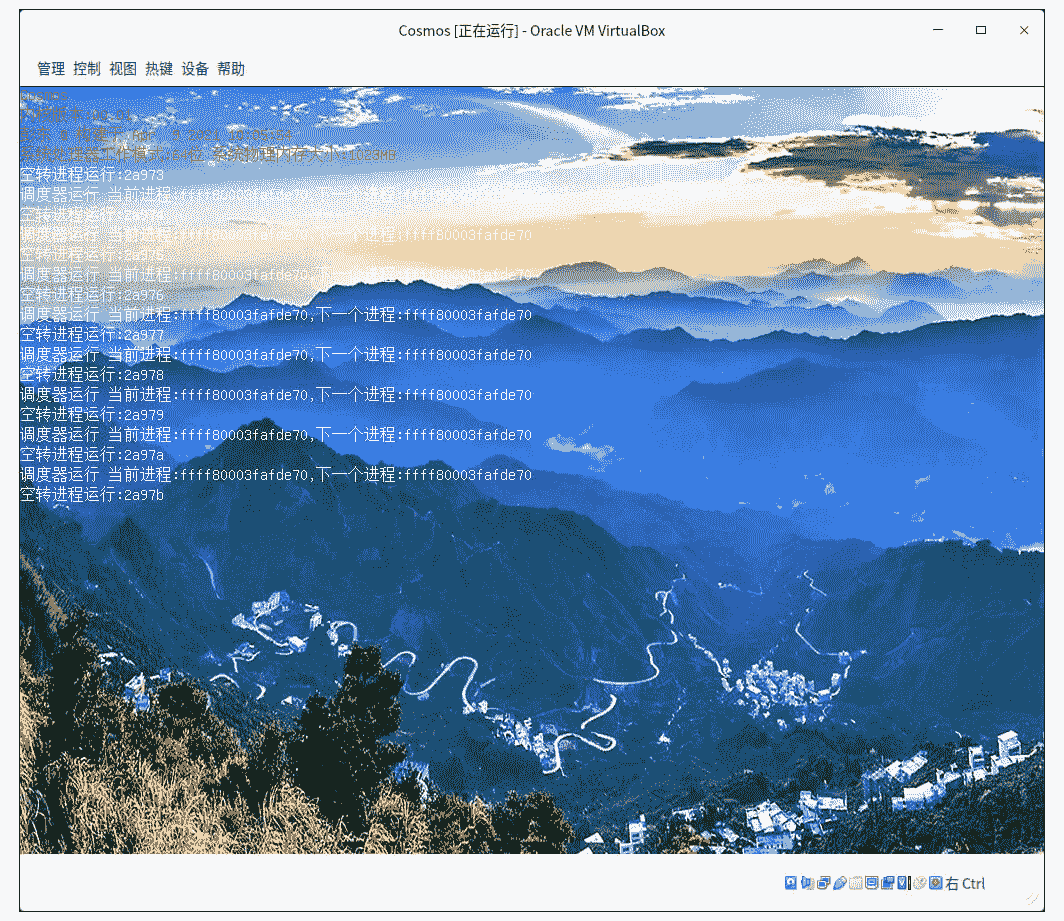 Cosmos [正在运行] - Oracle VM VirtualBox
管理 控制 视图 热键 设备 帮助
空转进程运行:2a973
调度器运行 当前进程:ffff80003fafde70,下一个进程:ffff80003fafde70
空转进程运行:2a974
调度器运行 当前进程:ffff80003fafde70,下一个进程:ffff80003fafde70
空转进程运行:2a975
调度器运行 当前进程:ffff80003fafde70,下一个进程:ffff80003fafde70
空转进程运行:2a976
调度器运行 当前进程:ffff80003fafde70,下一个进程:ffff80003fafde70
空转进程运行:2a977
调度器运行 当前进程:ffff80003fafde70,下一个进程:ffff80003fafde70
空转进程运行:2a978
调度器运行 当前进程:ffff80003fafde70,下一个进程:ffff80003fafde70
空转进程运行:2a979
调度器运行 当前进程:ffff80003fafde70,下一个进程:ffff80003fafde70
空转进程运行:2a97a
调度器运行 当前进程:ffff80003fafde70,下一个进程:ffff80003fafde70
空转进程运行:2a97b
右 Ctrl